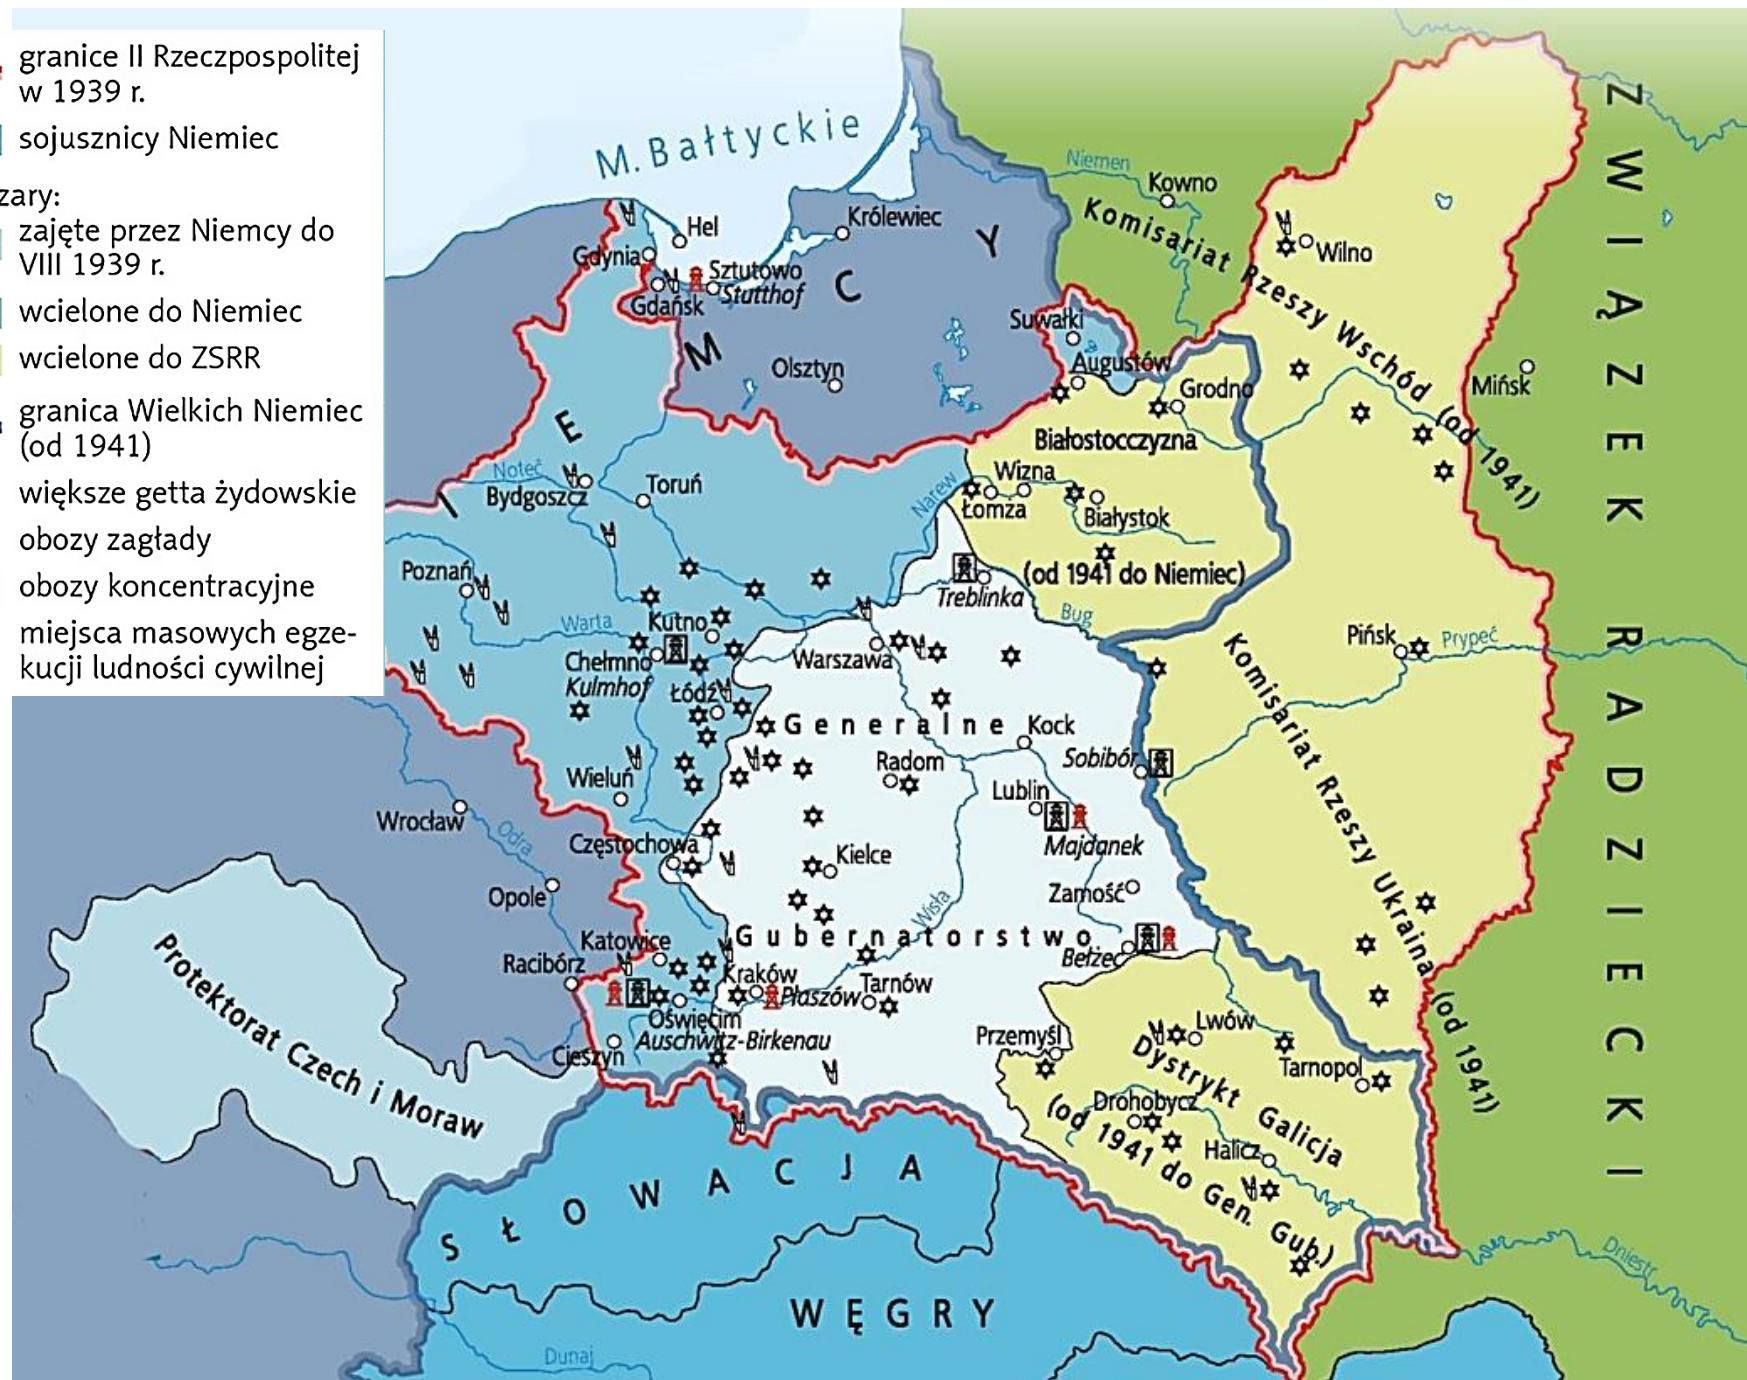 granice II Rzeczpospolitej
w 1939 r.
sojusznicy Niemiec
zary:
zajęte przez Niemcy do
VIII 1939 r.
wcielone do Niemiec
wcielone do ZSRR
granica Wielkich Niemiec
(od 1941)
większe getta żydowskie
obozy zagłady
obozy koncentracyjne
miejsca masowych egze-
kucji ludności cywilnej
M. Bałtyckie
NIEMCY
ZWIĄZEK RADZIECKI
Niemen
Kowno
Komisariat Rzeszy Wschód (od 1941)
Hel
Królewiec
Gdynia
Wilno
Sztutowo
Stutthof
Gdańsk
Suwałki
Augustów
Olsztyn
Mińsk
Grodno
Białostocczyzna
Noteć
Bydgoszcz
Toruń
Narew
Wizna
Łomża
Białystok
(od 1941 do Niemiec)
Poznań
Treblinka
Bug
Warta
Kutno
Warszawa
Pińsk
Prypeć
Chełmno
Kulmhof
Łódź
Komisariat Rzeszy Ukraina (od 1941)
Generalne
Kock
Sobibór
Radom
Wieluń
Lublin
Wrocław
Odra
Częstochowa
Kielce
Majdanek
Opole
Zamość
Wisła
Gubernatorstwo
Katowice
Bełżec
Racibórz
Kraków
Płaszów
Tarnów
Protektorat Czech i Moraw
Oświęcim
Auschwitz-Birkenau
Cieszyn
Przemyśl
Lwów
Dystrykt Galicja
Tarnopol
Drohobycz
(od 1941 do Gen. Gub.)
Halicz
SŁOWACJA
Dniestr
WĘGRY
Dunaj